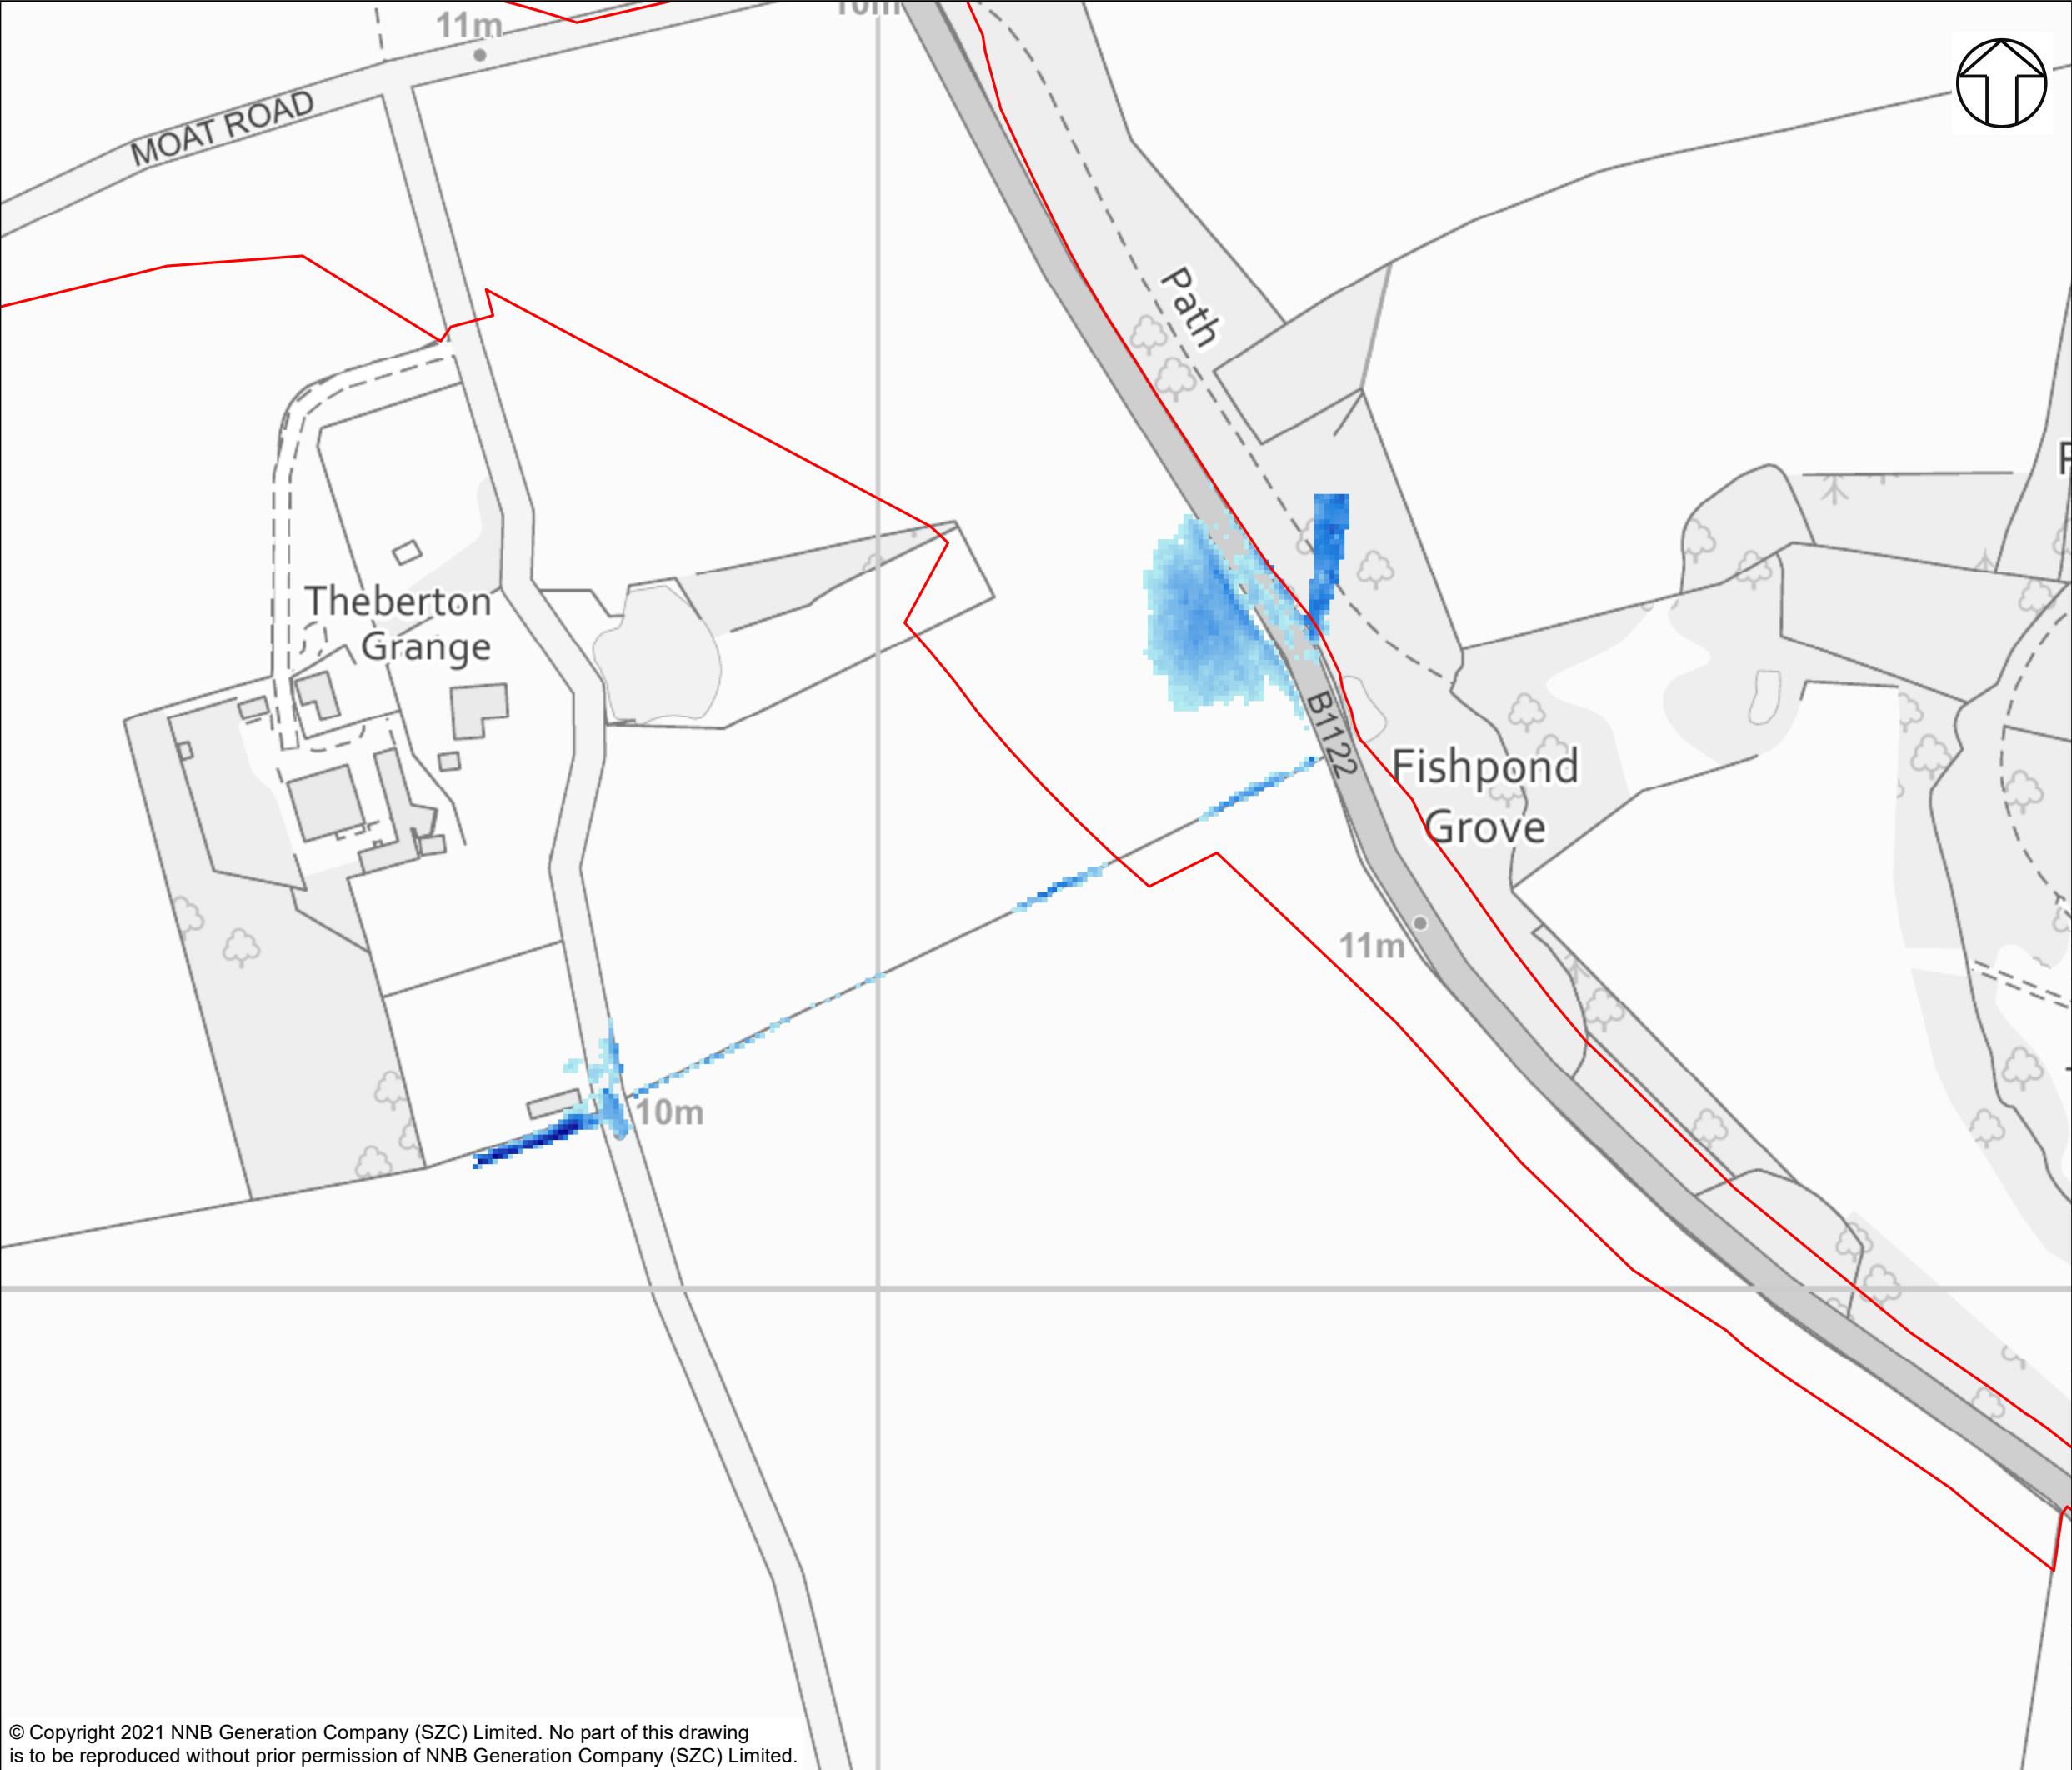 11m
10m
MOAT ROAD
Path
Theberton
Grange
B1122
Fishpond
Grove
11m
10m
© Copyright 2021 NNB Generation Company (SZC) Limited. No part of this drawing
is to be reproduced without prior permission of NNB Generation Company (SZC) Limited.